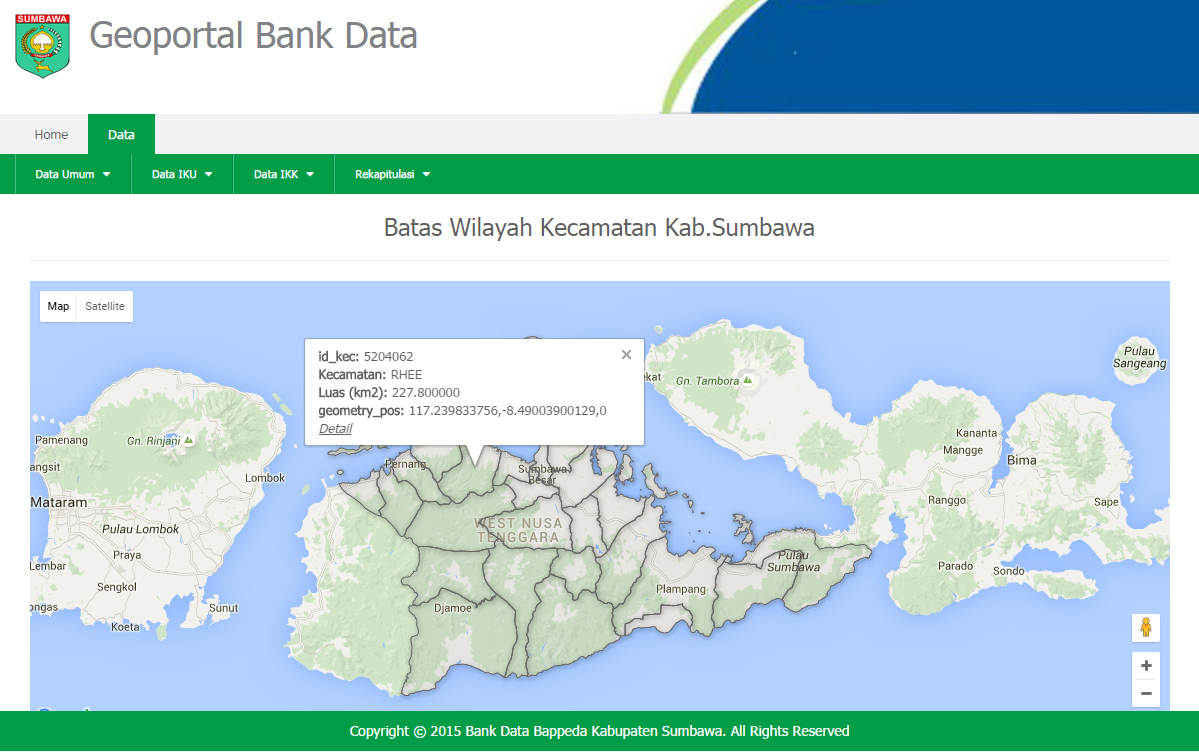 SUMBAWA
Geoportal Bank Data
Home
Data
Data Umum
Data IKU
Data IKK
Rekapitulasi
Batas Wilayah Kecamatan Kab.Sumbawa
Map
Satellite
id_kec: 5204062
Kecamatan: RHEE
Luas (km2): 227.800000
geometry_pos: 117.239833756,-8.49003900129,0
Detail
Pulau
Sangeang
ekat
Gn. Tambora
Pamenang
Gn. Rinjani
Kananta
Mangge
Bima
angsit
Pernang
Sumbawa
Besar
Lombok
Mataram
Ranggo
Sape
Pulau Lombok
WEST NUSA
TENGGARA
Praya
Pulau
Sumbawa
Lembar
Parado
Sondo
Sengkol
Plampang
ongas
Sunut
Djamoe
Koeta
Copyright © 2015 Bank Data Bappeda Kabupaten Sumbawa. All Rights Reserved